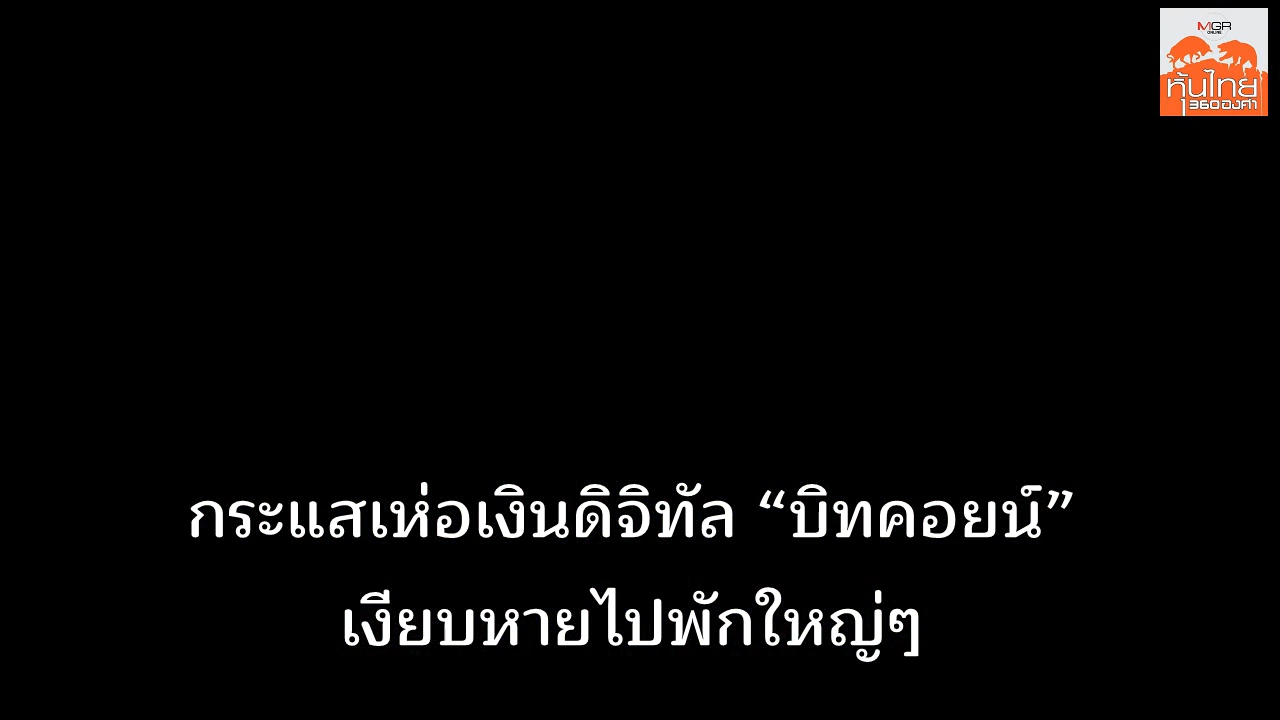 MGR
ONLINE
หุ้นไทย
360องศา
กระแสเห่อเงินดิจิทัล “บิทคอยน์”
เงียบหายไปพักใหญ่ๆ